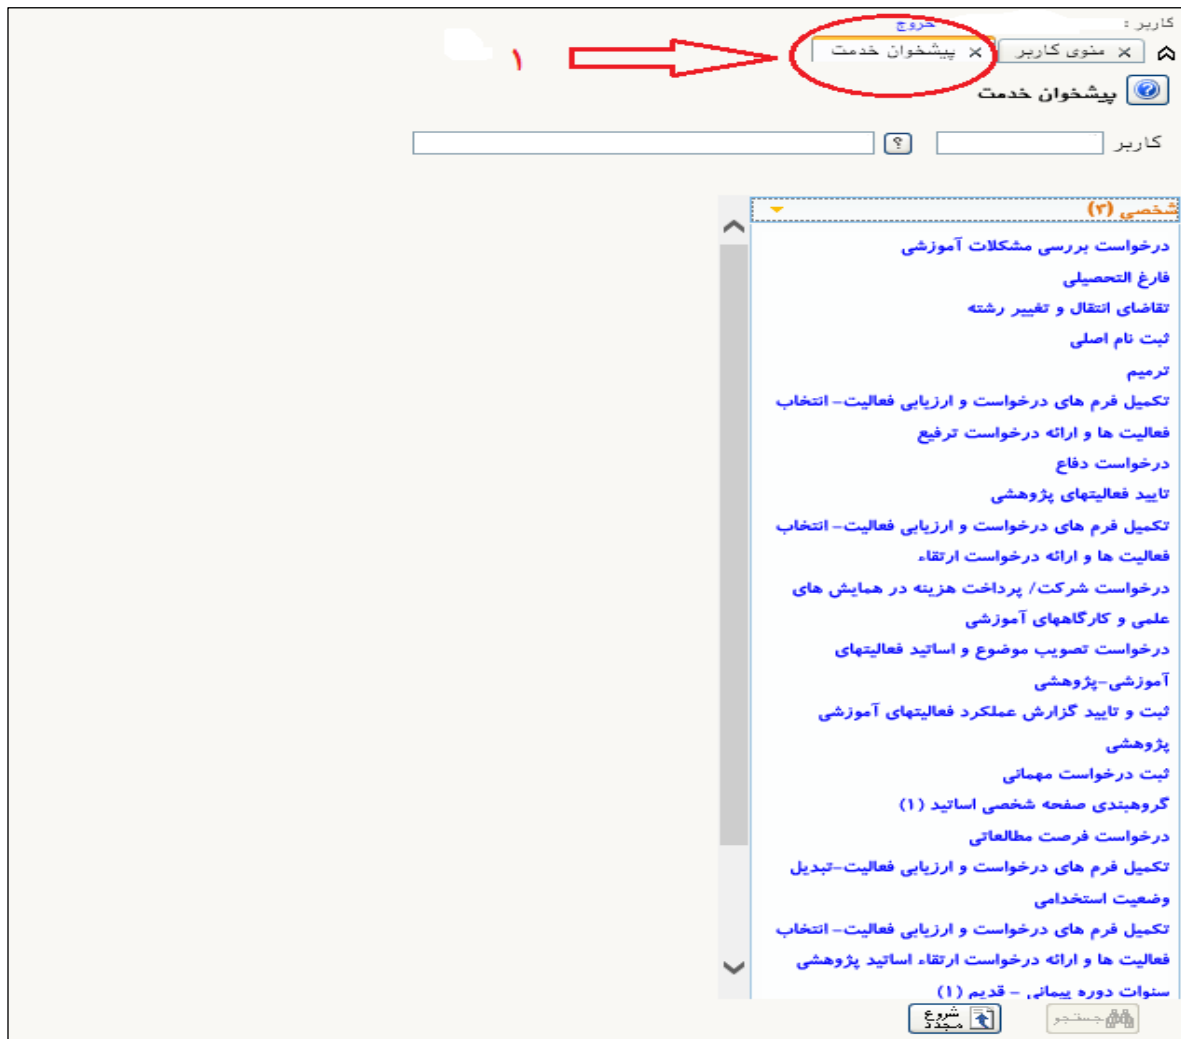 کاربر :
خروج
منوی کاربر
پیشخوان خدمت
۱
پیشخوان خدمت
کاربر
؟
شخصی (۳)
درخواست بررسی مشکلات آموزشی
فارغ التحصیلی
تقاضای انتقال و تغییر رشته
ثبت نام اصلی
ترمیم
تکمیل فرم های درخواست و ارزیابی فعالیت- انتخاب
فعالیت ها و ارائه درخواست ترفیع
درخواست دفاع
تایید فعالیتهای پژوهشی
تکمیل فرم های درخواست و ارزیابی فعالیت- انتخاب
فعالیت ها و ارائه درخواست ارتقاء
درخواست شرکت/ پرداخت هزینه در همایش های
علمی و کارگاههای آموزشی
درخواست تصویب موضوع و اساتید فعالیتهای
آموزشی-پژوهشی
ثبت و تایید گزارش عملکرد فعالیتهای آموزشی
پژوهشی
ثبت درخواست مهمانی
گروهبندی صفحه شخصی اساتید (۱)
درخواست فرصت مطالعاتی
تکمیل فرم های درخواست و ارزیابی فعالیت-تبدیل
وضعیت استخدامی
تکمیل فرم های درخواست و ارزیابی فعالیت- انتخاب
فعالیت ها و ارائه درخواست ارتقاء اساتید پژوهشی
سنوات دوره پیمانی - قدیم (۱)
جستجو
شروع مجدد